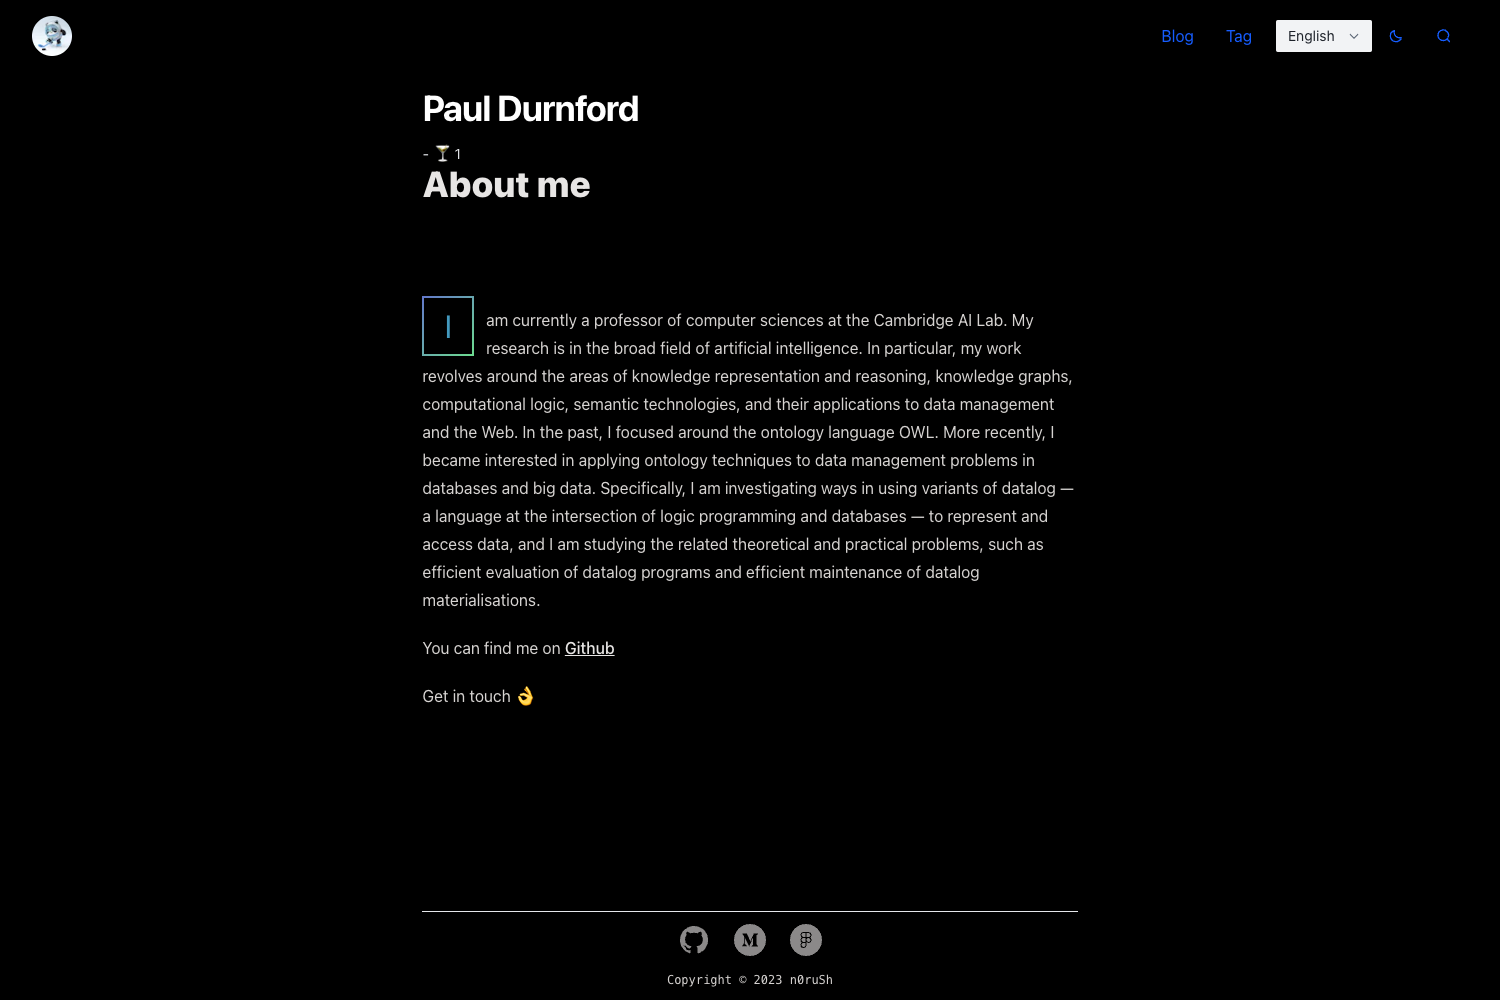 Blog Tag English
Paul Durnford
- 🍸 1
About me
I am currently a professor of computer sciences at the Cambridge AI Lab. My
research is in the broad field of artificial intelligence. In particular, my work
revolves around the areas of knowledge representation and reasoning, knowledge graphs,
computational logic, semantic technologies, and their applications to data management
and the Web. In the past, I focused around the ontology language OWL. More recently, I
became interested in applying ontology techniques to data management problems in
databases and big data. Specifically, I am investigating ways in using variants of datalog —
a language at the intersection of logic programming and databases — to represent and
access data, and I am studying the related theoretical and practical problems, such as
efficient evaluation of datalog programs and efficient maintenance of datalog
materialisations.
You can find me on Github
Get in touch 👌
Copyright © 2023 n0ruSh